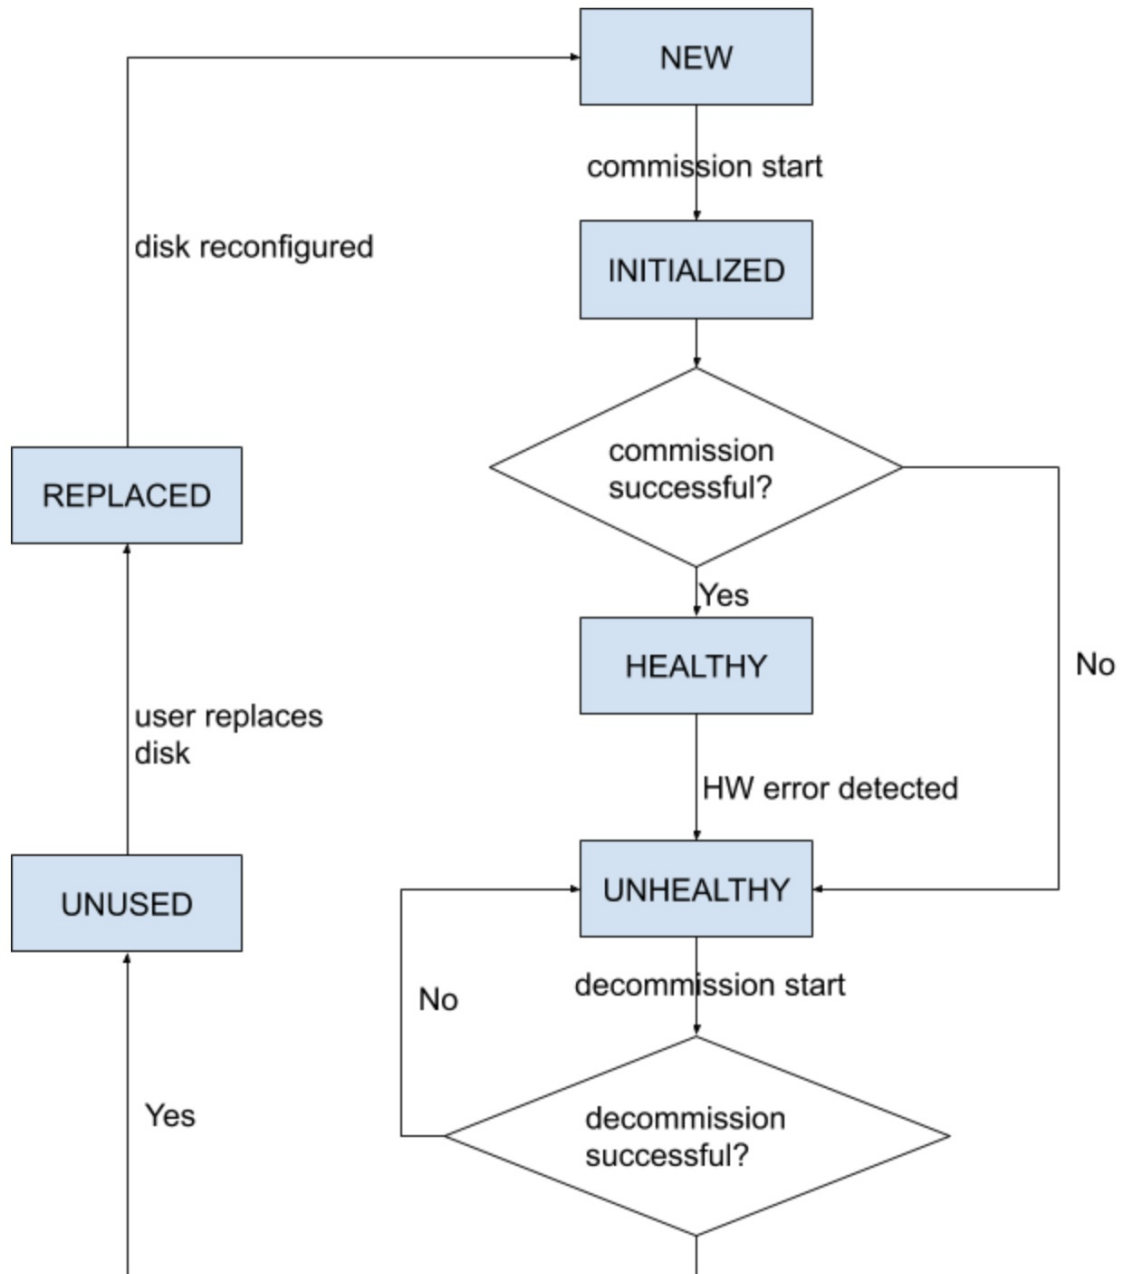 NEW
commission start
disk reconfigured
INITIALIZED
commission
successful?
REPLACED
Yes
HEALTHY
No
user replaces
disk
HW error detected
UNHEALTHY
UNUSED
decommission start
No
Yes
decommission
successful?